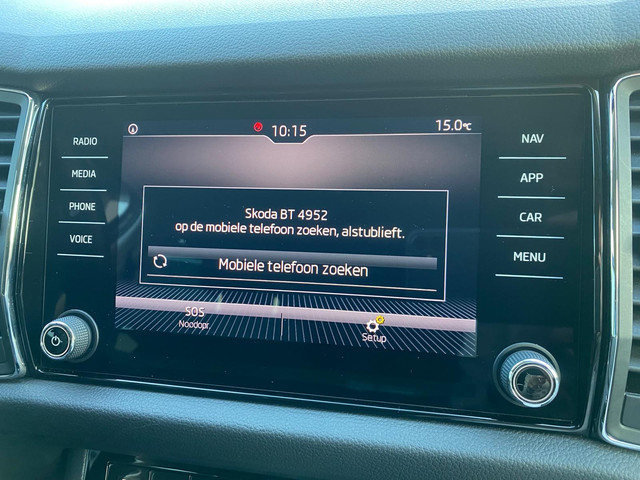 10:15
15.0°C
RADIO
MEDIA
PHONE
VOICE
Skoda BT 4952
op de mobiele telefoon zoeken, alstublieft.
Mobiele telefoon zoeken
SOS
Noodopr.
Setup
NAV
APP
CAR
MENU